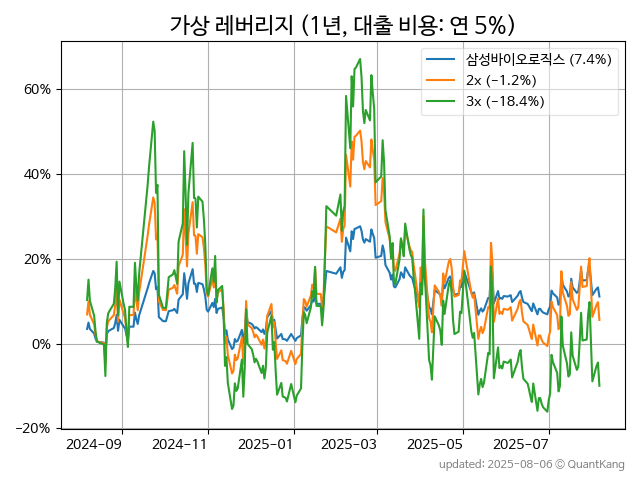 가상 레버리지 (1년, 대출 비용: 연 5%)
삼성바이오로직스 (7.4%)
2x (−1.2%)
3x (−18.4%)
60%
40%
20%
0%
−20%
2024−09 2024−11 2025−01 2025−03 2025−05 2025−07
updated: 2025-08-06 © QuantKang